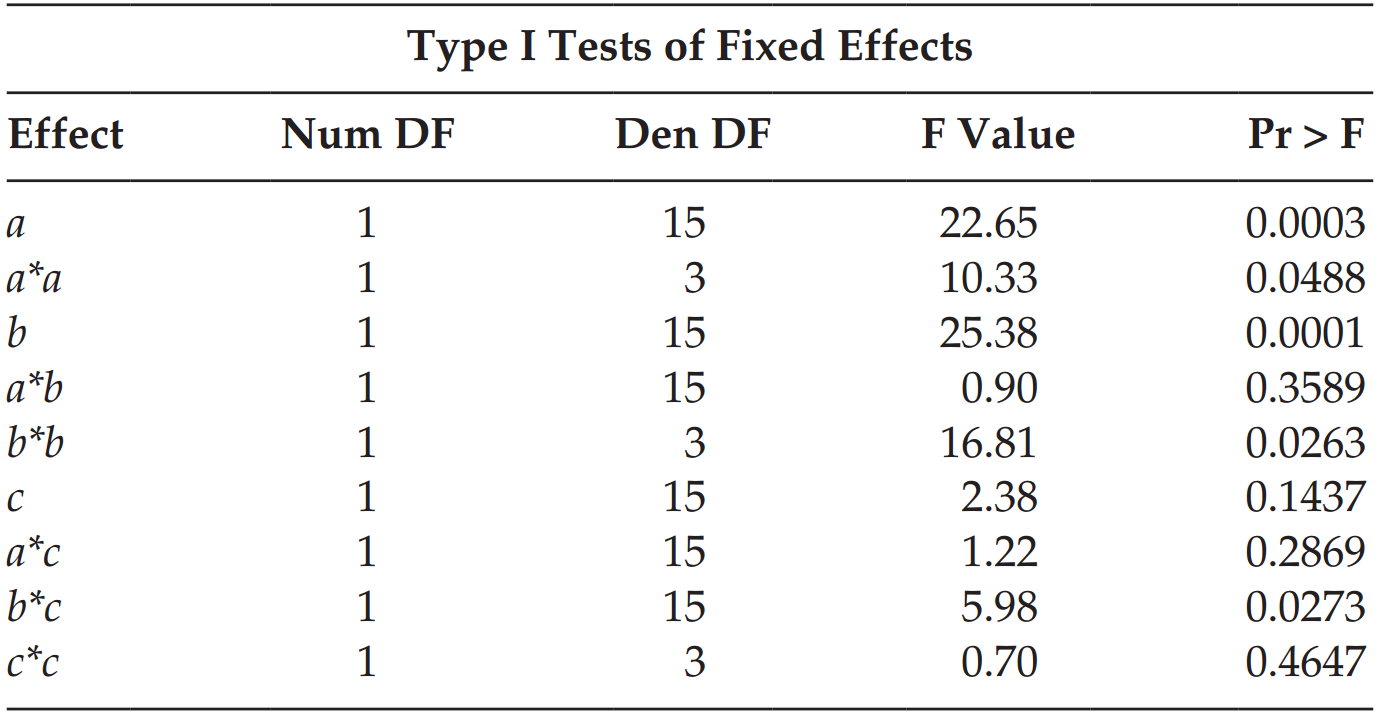 Type I Tests of Fixed Effects
Effect Num DF Den DF F Value Pr > F
a 1 15 22.65 0.0003
a*a 1 3 10.33 0.0488
b 1 15 25.38 0.0001
a*b 1 15 0.90 0.3589
b*b 1 3 16.81 0.0263
c 1 15 2.38 0.1437
a*c 1 15 1.22 0.2869
b*c 1 15 5.98 0.0273
c*c 1 3 0.70 0.4647